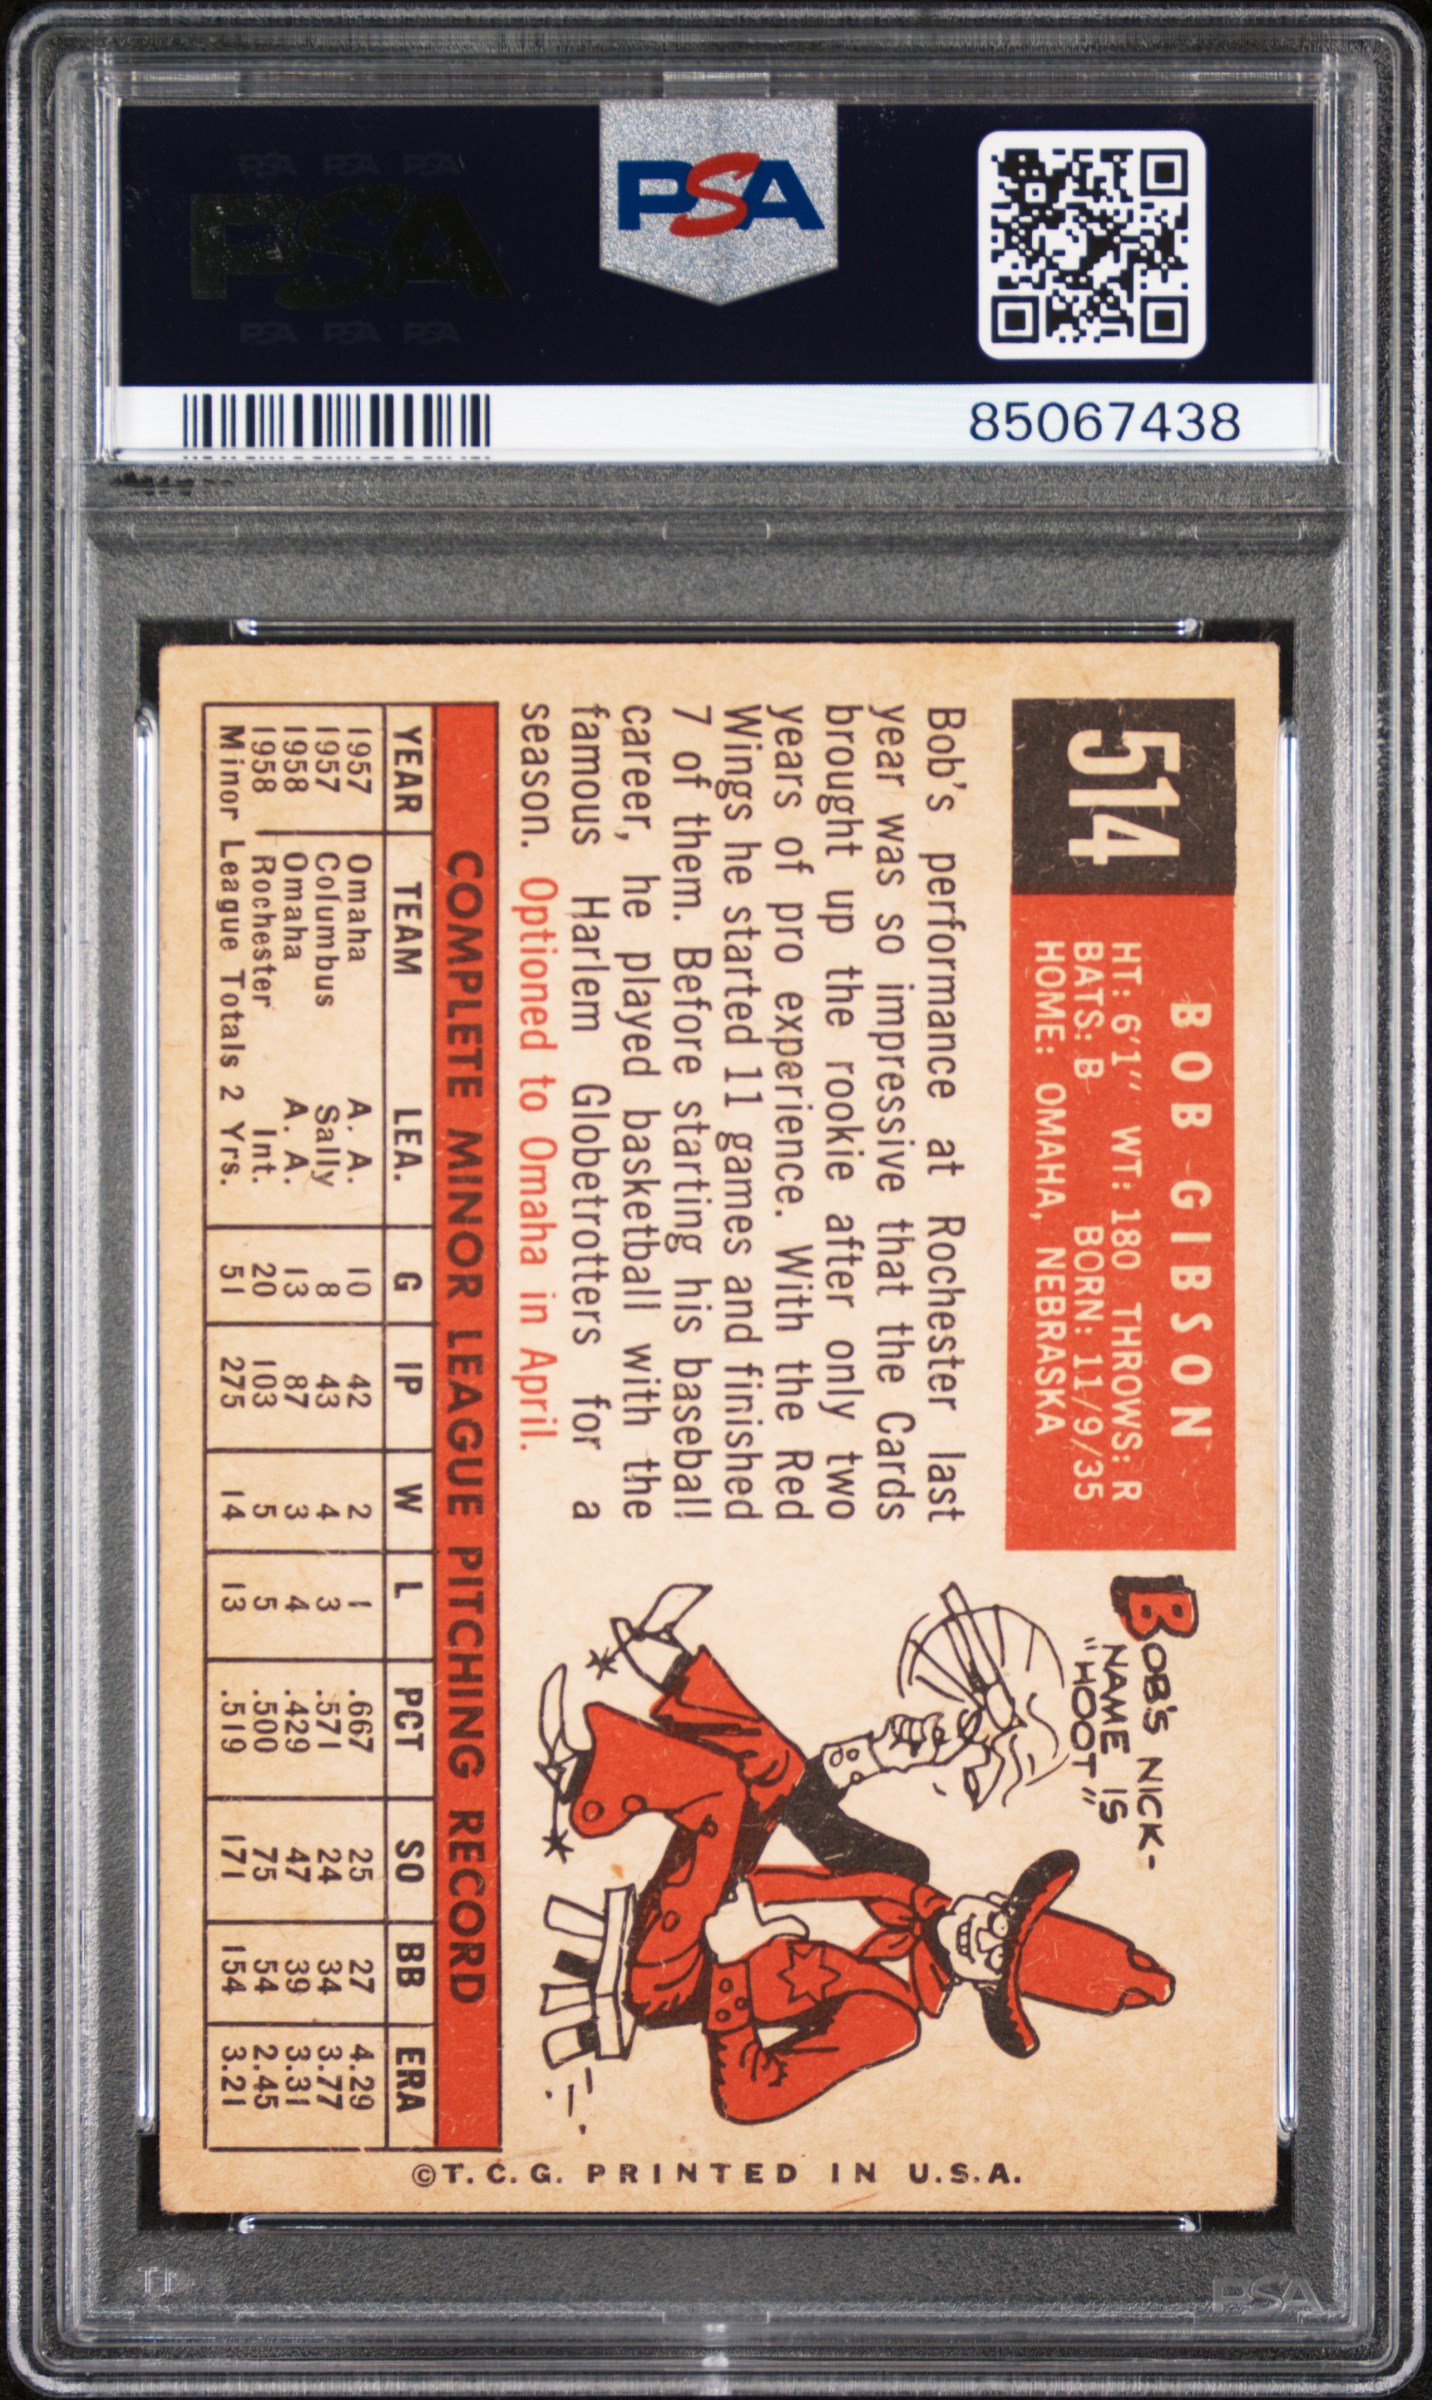 PSA PSA PSA
PSA
PSA PSA PSA
PSA
85067438
514
BOB GIBSON
HT: 6'1" WT: 180 THROWS: R
BATS: B BORN: 11/9/35
HOME: OMAHA, NEBRASKA
Bob's performance at Rochester last
year was so impressive that the Cards
brought up the rookie after only two
years of pro experience. With the Red
Wings he started 11 games and finished
7 of them. Before starting his baseball
career, he played basketball with the
famous Harlem Globetrotters for a
season. Optioned to Omaha in April.
BOB'S NICK-
NAME IS
"HOOT"
COMPLETE MINOR LEAGUE PITCHING RECORD
YEAR TEAM LEA. G IP W L PCT SO BB ERA
1957 Omaha A. A. 10 42 2 1 .667 25 27 4.29
1957 Columbus Sally 8 43 4 3 .571 24 34 3.77
1958 Omaha A. A. 13 87 3 4 .429 47 39 3.31
1958 Rochester Int. 20 103 5 5 .500 75 54 2.45
Minor League Totals 2 Yrs. 51 275 14 13 .519 171 154 3.21
©T. C. G. PRINTED IN U.S.A.
PSA